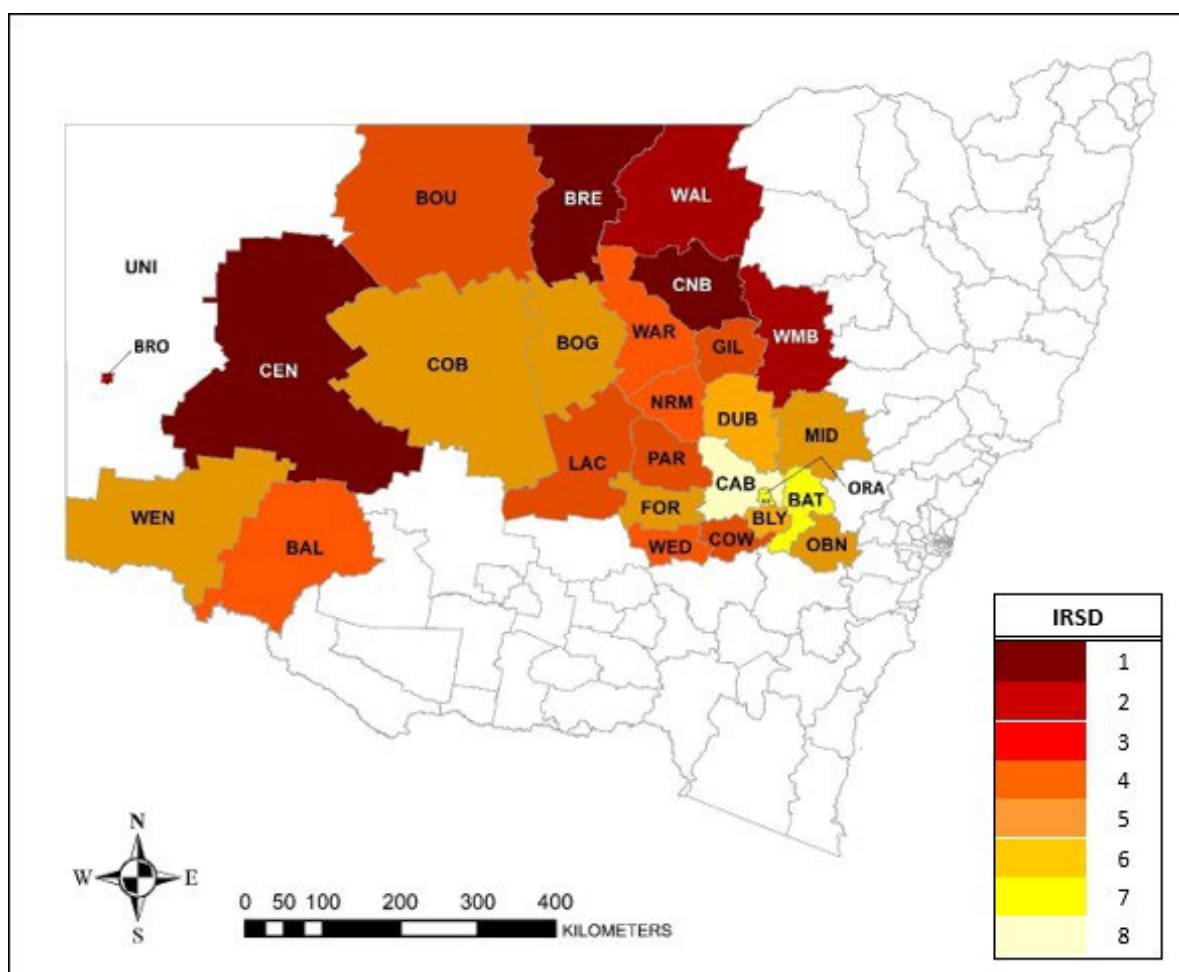 BOU
BRE
WAL
UNI
CNB
BRO
WAR
GIL
WMB
CEN
COB
BOG
NRM
DUB
MID
LAC
PAR
CAB
ORA
BAT
WEN
FOR
BLY
BAL
WED
COW
OBN
IRSD
1
2
3
4
5
6
7
8
N
W E
S
0 50 100 200 300 400
KILOMETERS